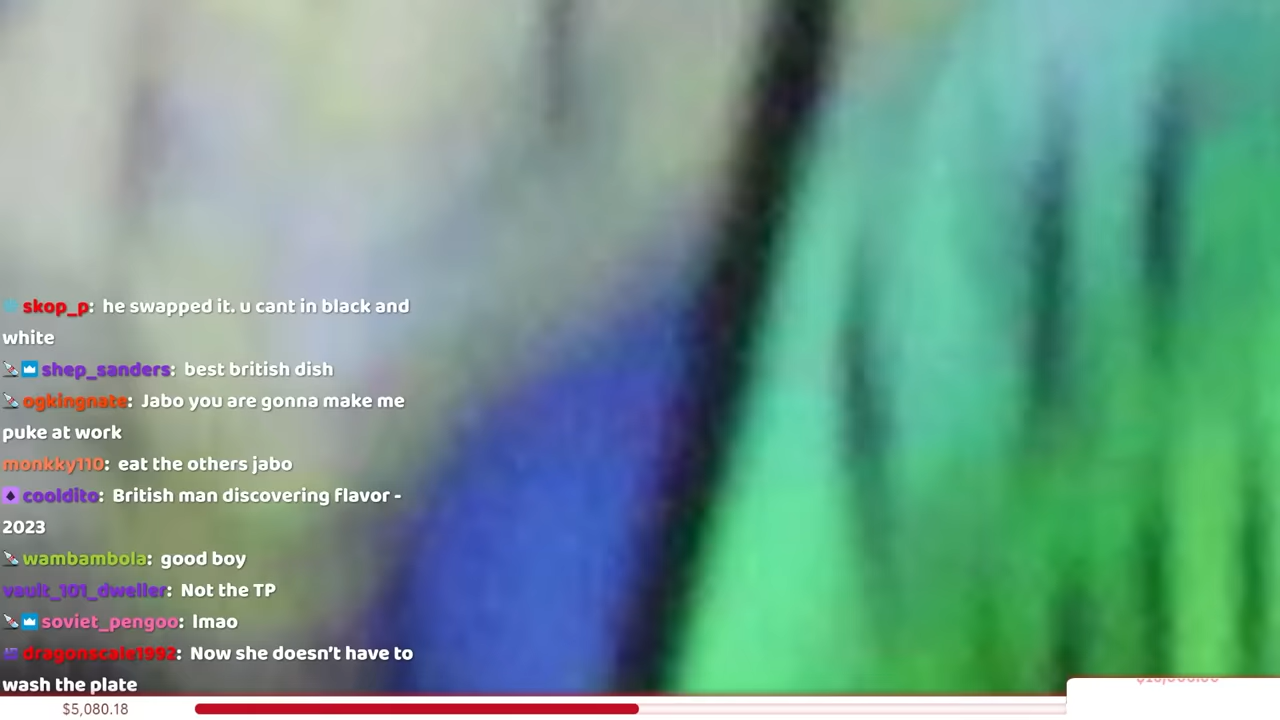 skop_p: he swapped it. u cant in black and
white
shep_sanders: best british dish
ogkingnate: Jabo you are gonna make me
puke at work
monkky110: eat the others jabo
cooldito: British man discovering flavor -
2023
wambambola: good boy
vault_101_dweller: Not the TP
soviet_pengoo: lmao
dragonscale1992: Now she doesn't have to
wash the plate
$5,080.18